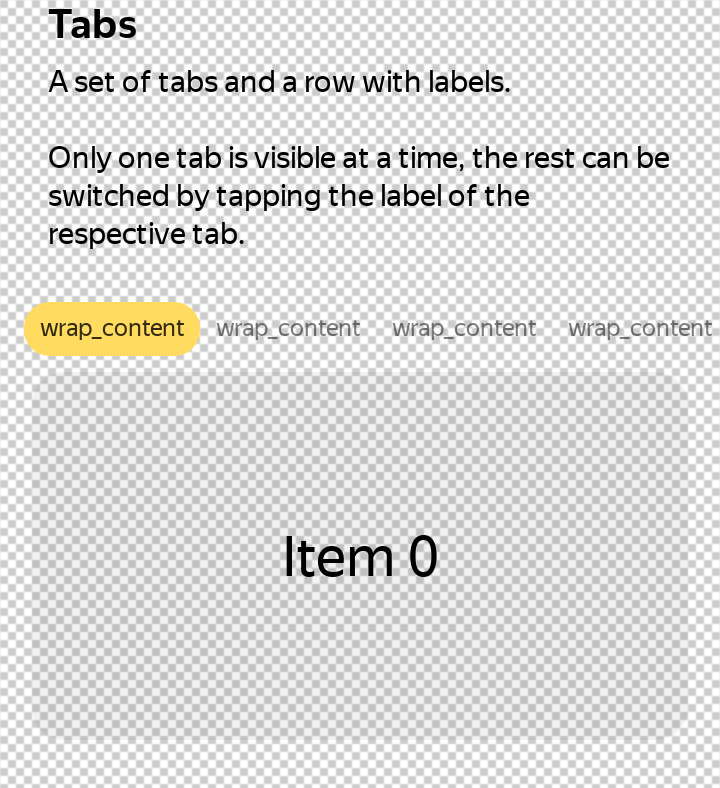 Tabs
A set of tabs and a row with labels.
Only one tab is visible at a time, the rest can be
switched by tapping the label of the
respective tab.
wrap_content wrap_content wrap_content wrap_content
Item 0